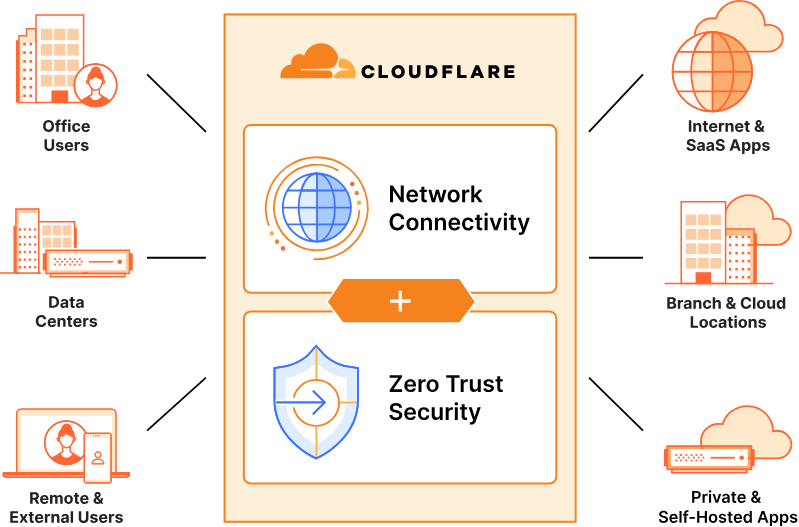 CLOUDFLARE
Office
Users
Internet &
SaaS Apps
Network
Connectivity
Data
Centers
+
Branch & Cloud
Locations
Zero Trust
Security
Remote &
External Users
Private &
Self-Hosted Apps